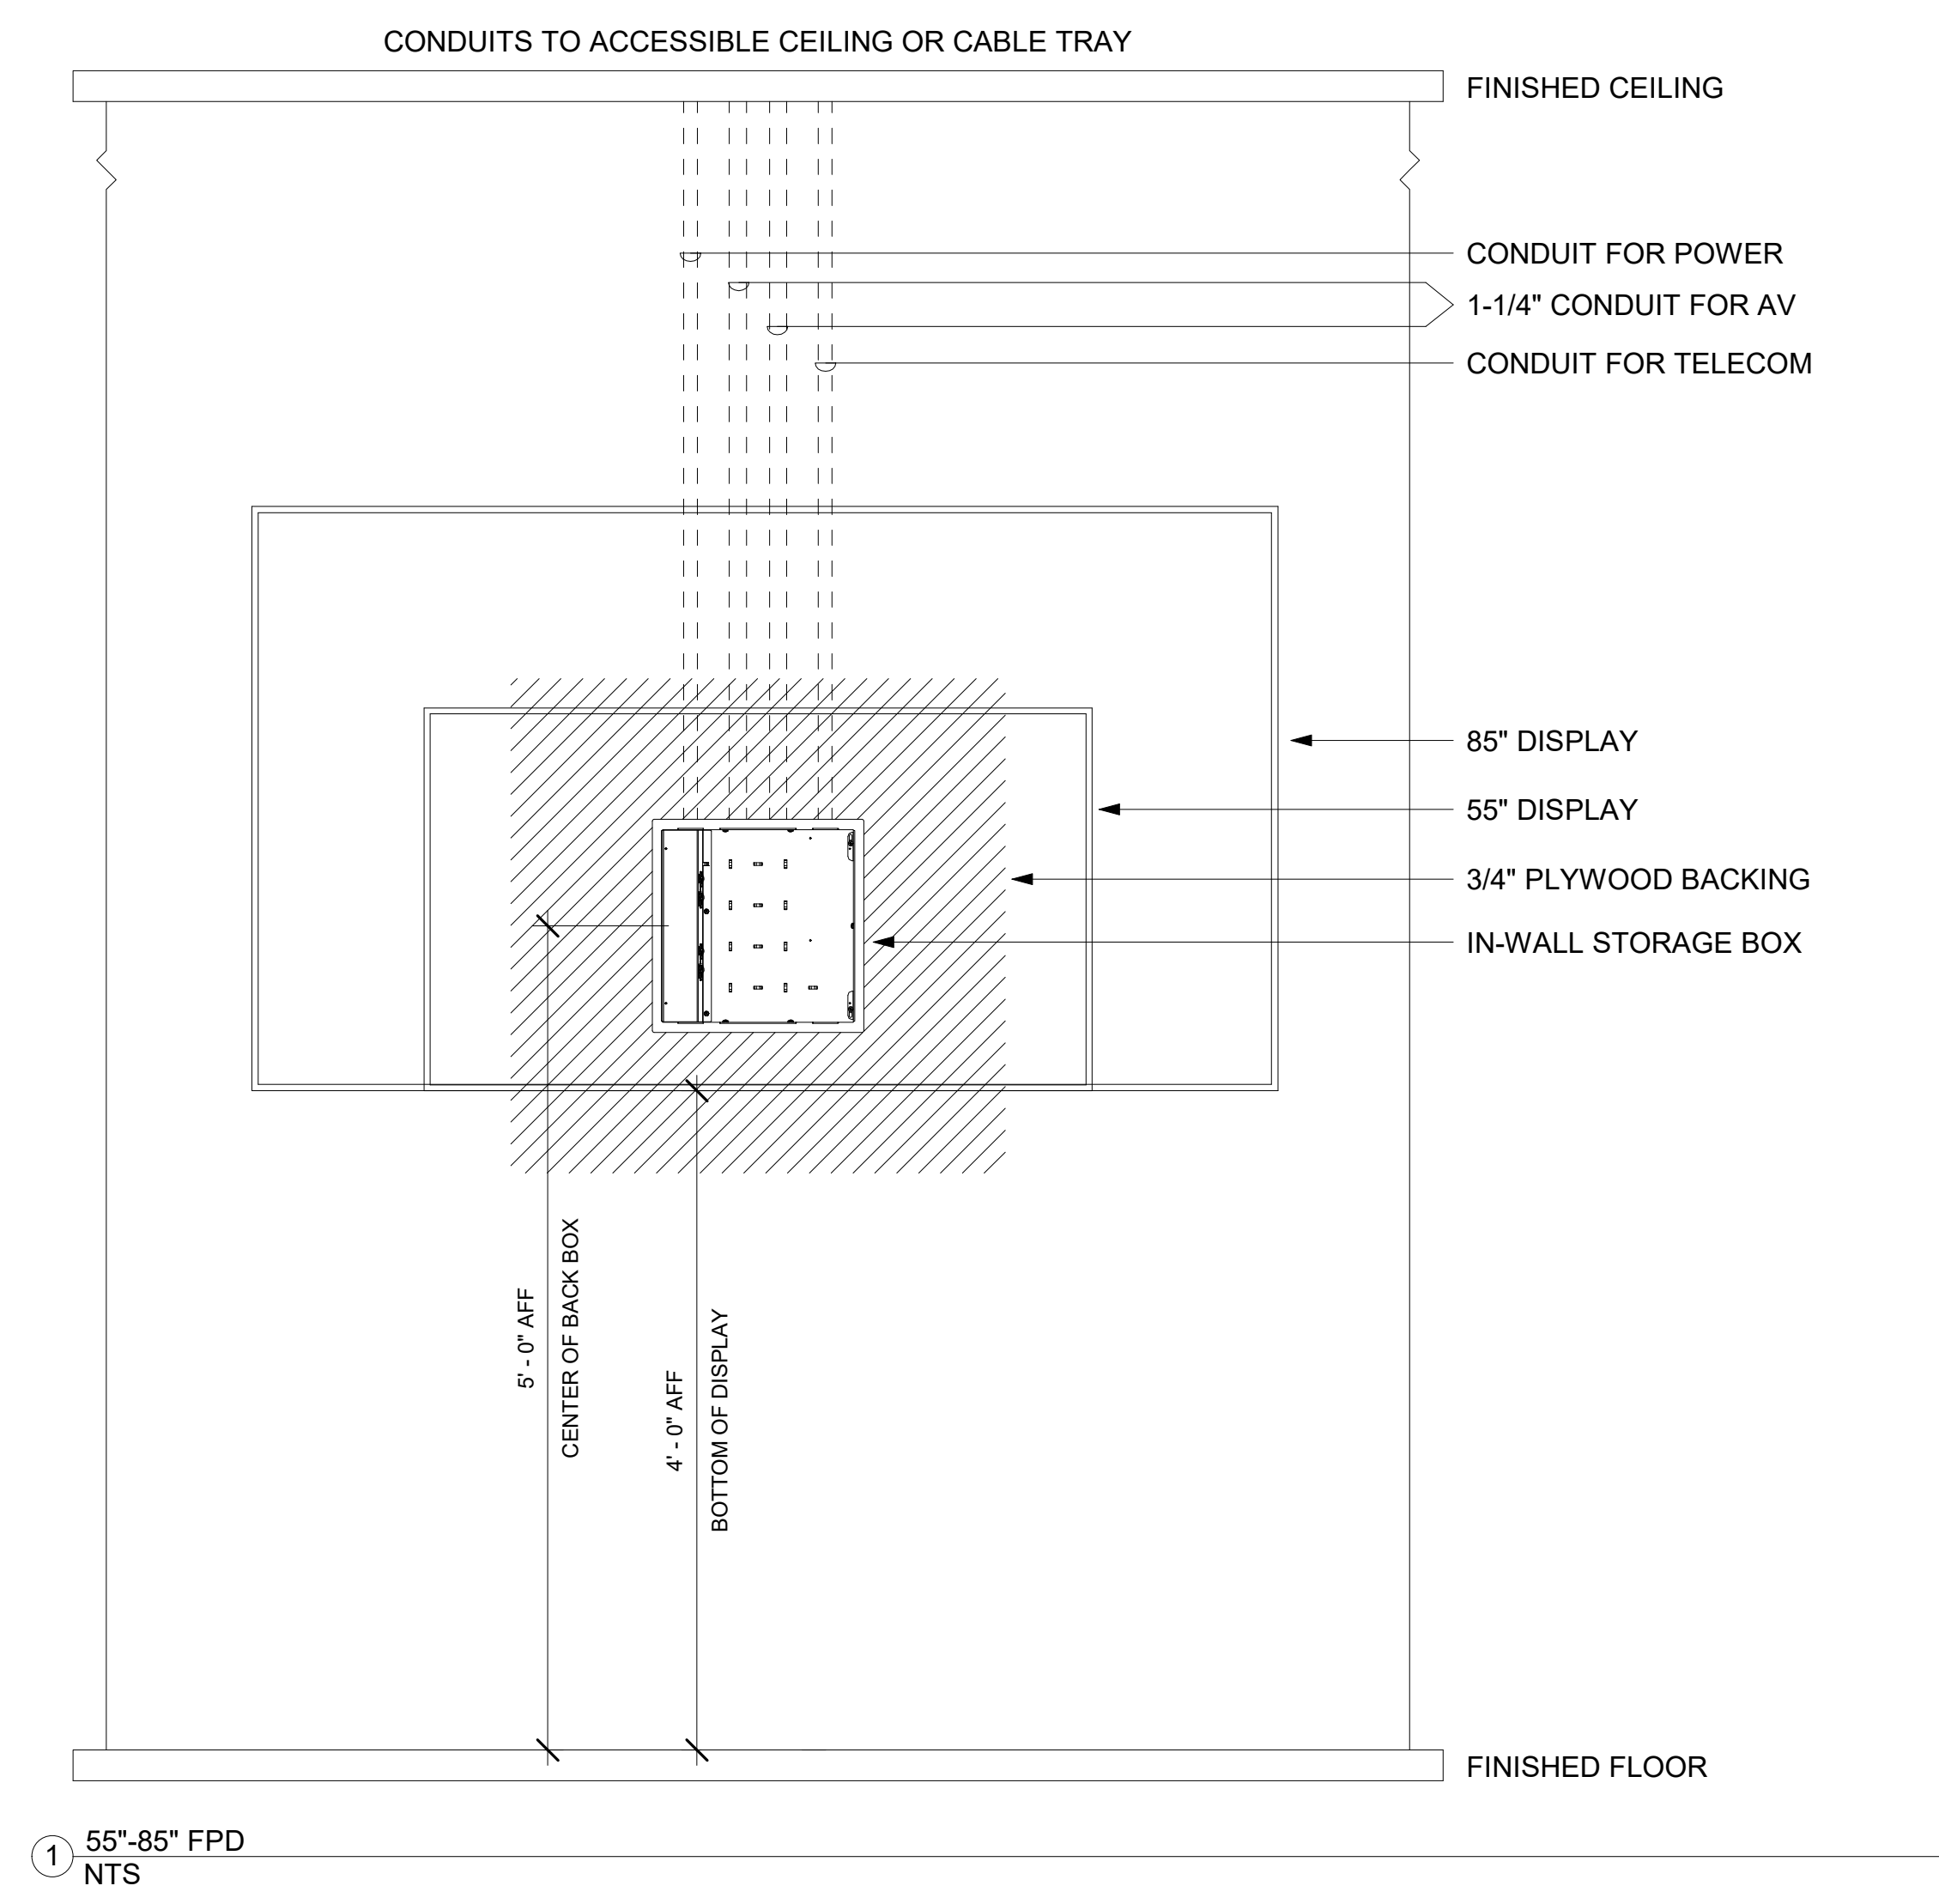 CONDUITS TO ACCESSIBLE CEILING OR CABLE TRAY
FINISHED CEILING
CONDUIT FOR POWER
1-1/4" CONDUIT FOR AV
CONDUIT FOR TELECOM
85" DISPLAY
55" DISPLAY
3/4" PLYWOOD BACKING
IN-WALL STORAGE BOX
5' - 0" AFF
CENTER OF BACK BOX
4' - 0" AFF
BOTTOM OF DISPLAY
FINISHED FLOOR
1
55"-85" FPD
NTS